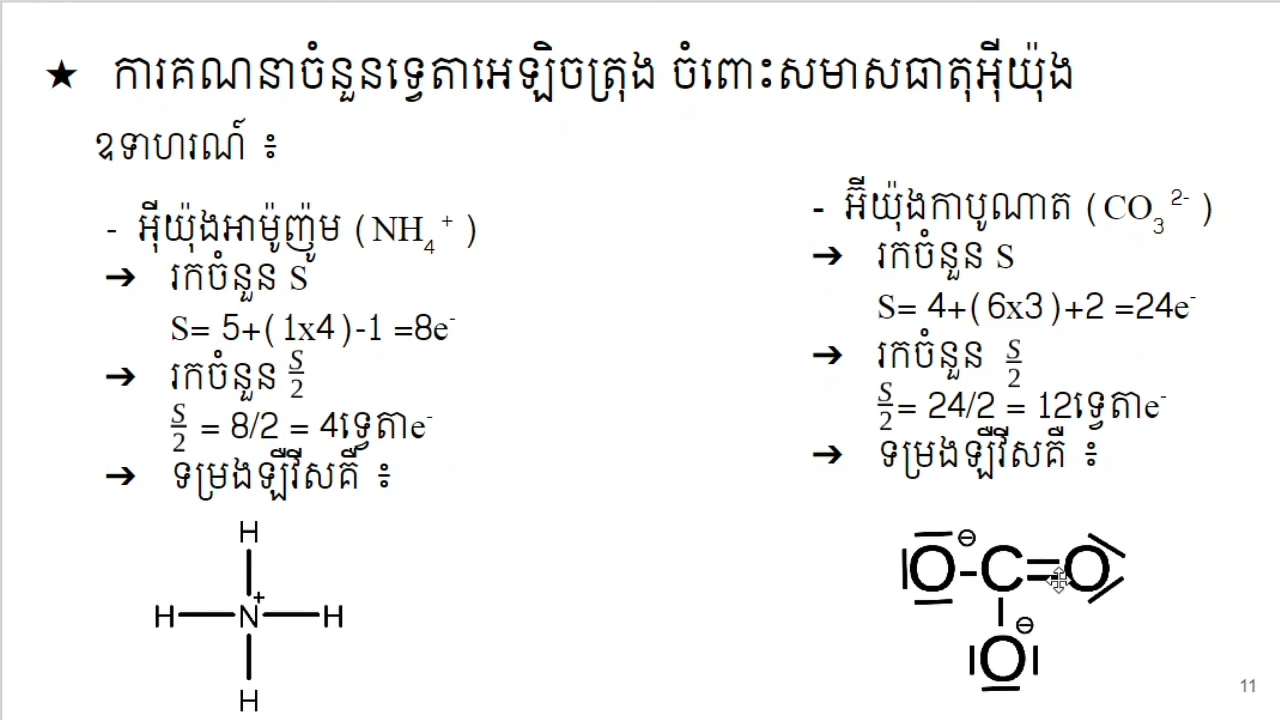 ★ ការគណនាចំនួនទ្វេតាអេឡិចត្រុង ចំពោះសមាសធាតុអ៊ីយ៉ុង
ឧទាហរណ៍ ៖
- អ៊ីយ៉ុងអាម៉ូញ៉ូម (NH₄⁺)
➔ រកចំនួន S
S= 5+(1x4)-1 =8e⁻
➔ រកចំនួន S/2
S/2 = 8/2 = 4ទ្វេតាe⁻
➔ ទម្រងឡឺវីសគឺ ៖
H
H N⁺ H
H
- អ៊ីយ៉ុងកាបូណាត (CO₃²⁻)
➔ រកចំនួន S
S= 4+(6x3)+2 =24e⁻
➔ រកចំនួន S/2
S/2= 24/2 = 12ទ្វេតាe⁻
➔ ទម្រងឡឺវីសគឺ ៖
O⊖-C=O
O⊖
11